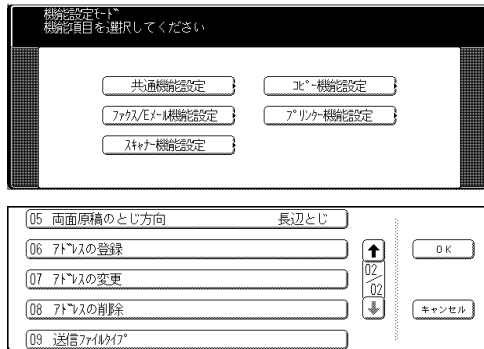 機能設定ﾓｰﾄﾞ
機能項目を選択してください
共通機能設定
ｺﾋﾟｰ機能設定
ﾌｧｸｽ/Eﾒｰﾙ機能設定
ﾌﾟﾘﾝﾀｰ機能設定
ｽｷｬﾅｰ機能設定
05 両面原稿のとじ方向 長辺とじ
06 ｱﾄﾞﾚｽの登録
07 ｱﾄﾞﾚｽの変更
08 ｱﾄﾞﾚｽの削除
09 送信ﾌｧｲﾙﾀｲﾌﾟ
02
02
OK
ｷｬﾝｾﾙ